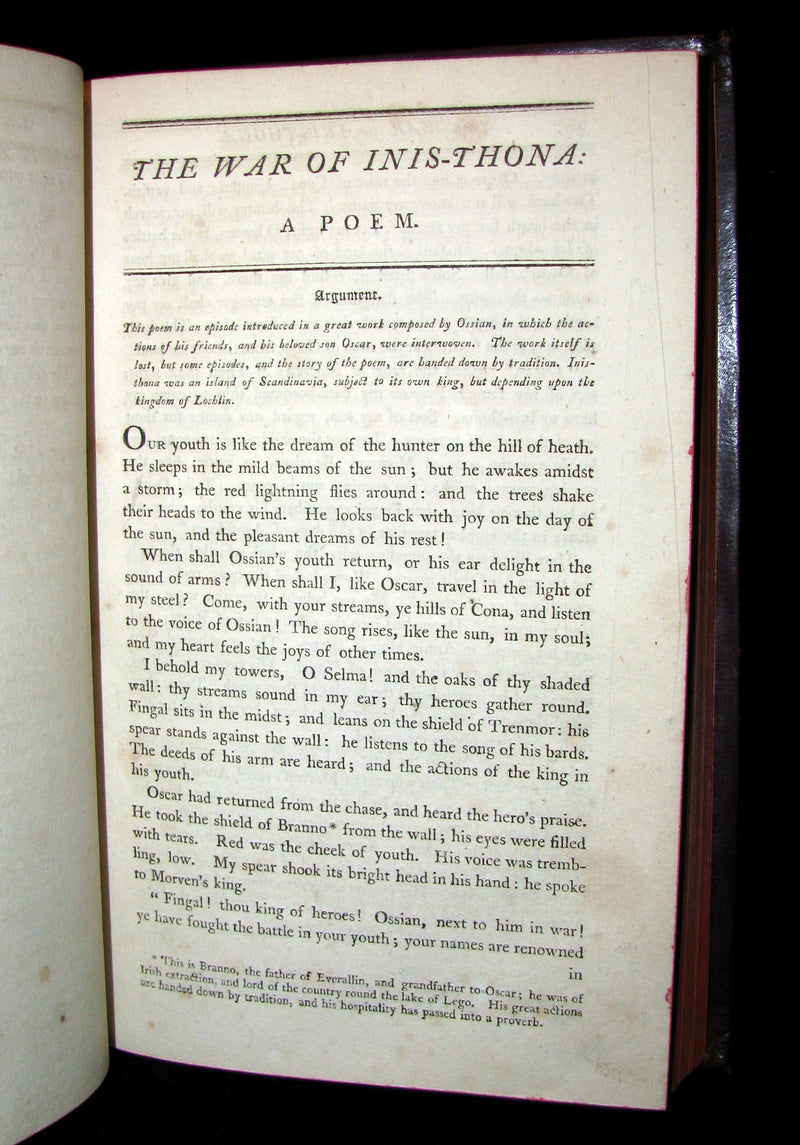 THE WAR OF INIS-THONA:
A POEM.
Argument.
This poem is an episode introduced in a great work composed by Ossian, in which the ac-
tions of his friends, and his beloved son Oscar, were interwoven. The work itself is
lost, but some episodes, and the story of the poem, are handed down by tradition. Inis-
thona was an island of Scandinavia, subject to its own king, but depending upon the
kingdom of Lochlin.
OUR youth is like the dream of the hunter on the hill of heath.
He sleeps in the mild beams of the sun; but he awakes amidst
a storm; the red lightning flies around: and the trees shake
their heads to the wind. He looks back with joy on the day of
the sun, and the pleasant dreams of his rest!
When shall Ossian's youth return, or his ear delight in the
sound of arms? When shall I, like Oscar, travel in the light of
my steel? Come, with your streams, ye hills of Cona, and listen
to the voice of Ossian! The song rises, like the sun, in my soul;
and my heart feels the joys of other times.
I behold my towers, O Selma! and the oaks of thy shaded
wall: thy streams sound in my ear; thy heroes gather round.
Fingal sits in the midst; and leans on the shield of Trenmor: his
spear stands against the wall: he listens to the song of his bards.
The deeds of his arm are heard; and the actions of the king in
his youth.
Oscar had returned from the chase, and heard the hero's praise.
He took the shield of Branno* from the wall; his eyes were filled
with tears. Red was the cheek of youth. His voice was tremb-
ling, low. My spear shook its bright head in his hand: he spoke
to Morven's king.
"Fingal! thou king of heroes! Ossian, next to him in war!
ye have fought the battle in your youth; your names are renowned
in
* This is Branno, the father of Everallin, and grandfather to Oscar; he was of
Irish extraction, and lord of the country round the lake of Lego. His great actions
are handed down by tradition, and his hospitality has passed into a proverb.